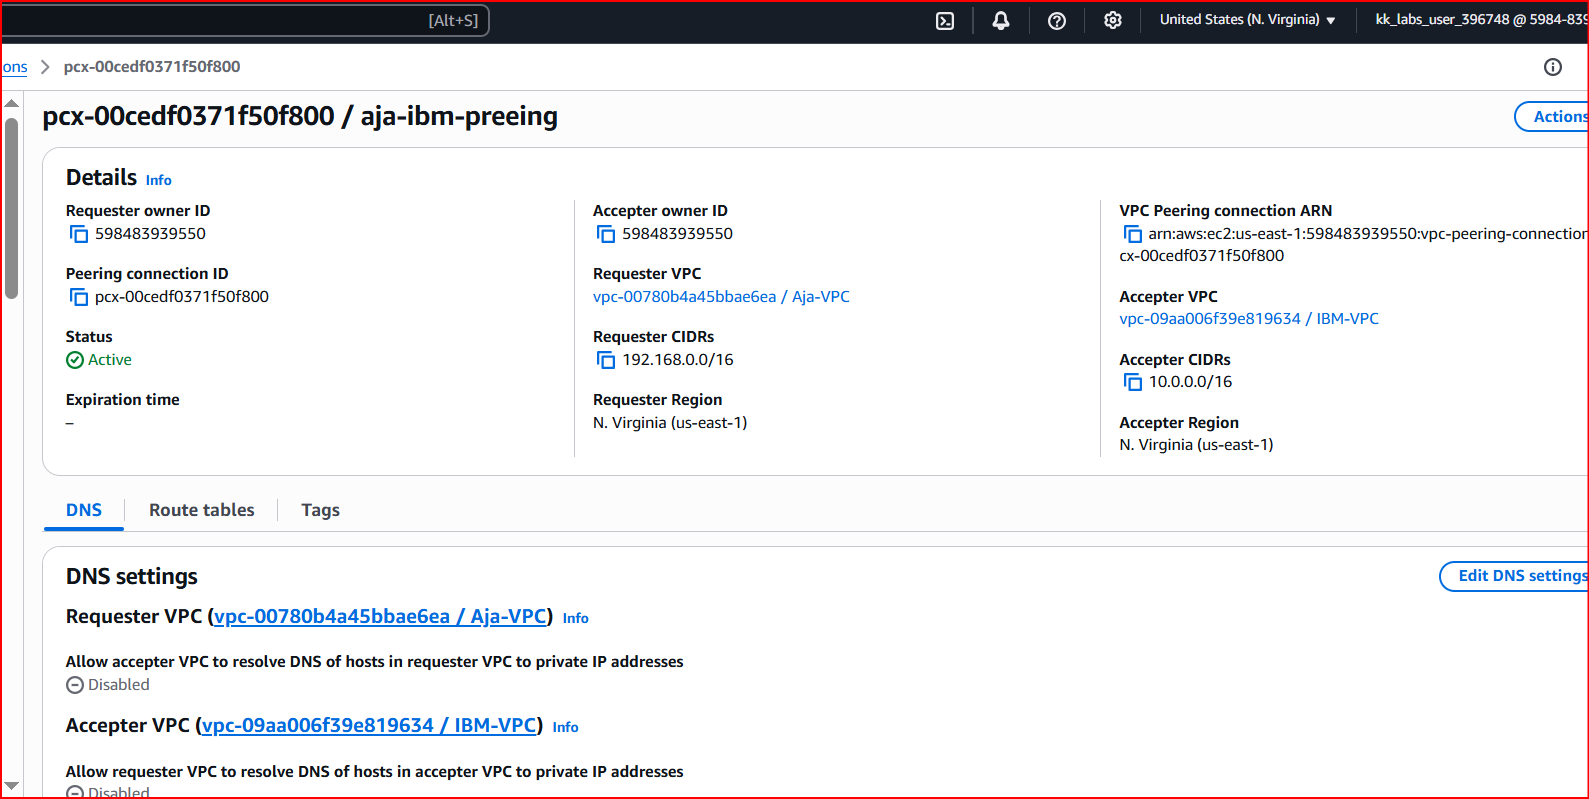 [Alt+S]
United States (N. Virginia) ▼
kk_labs_user_396748 @ 5984-839
ons > pcx-00cedf0371f50f800
pcx-00cedf0371f50f800 / aja-ibm-preeing
Actions
Details Info
Requester owner ID
598483939550
Peering connection ID
pcx-00cedf0371f50f800
Status
Active
Expiration time
–
Accepter owner ID
598483939550
Requester VPC
vpc-00780b4a45bbae6ea / Aja-VPC
Requester CIDRs
192.168.0.0/16
Requester Region
N. Virginia (us-east-1)
VPC Peering connection ARN
arn:aws:ec2:us-east-1:598483939550:vpc-peering-connection
cx-00cedf0371f50f800
Accepter VPC
vpc-09aa006f39e819634 / IBM-VPC
Accepter CIDRs
10.0.0.0/16
Accepter Region
N. Virginia (us-east-1)
DNS
Route tables
Tags
DNS settings
Edit DNS settings
Requester VPC (vpc-00780b4a45bbae6ea / Aja-VPC) Info
Allow accepter VPC to resolve DNS of hosts in requester VPC to private IP addresses
Disabled
Accepter VPC (vpc-09aa006f39e819634 / IBM-VPC) Info
Allow requester VPC to resolve DNS of hosts in accepter VPC to private IP addresses
Disabled